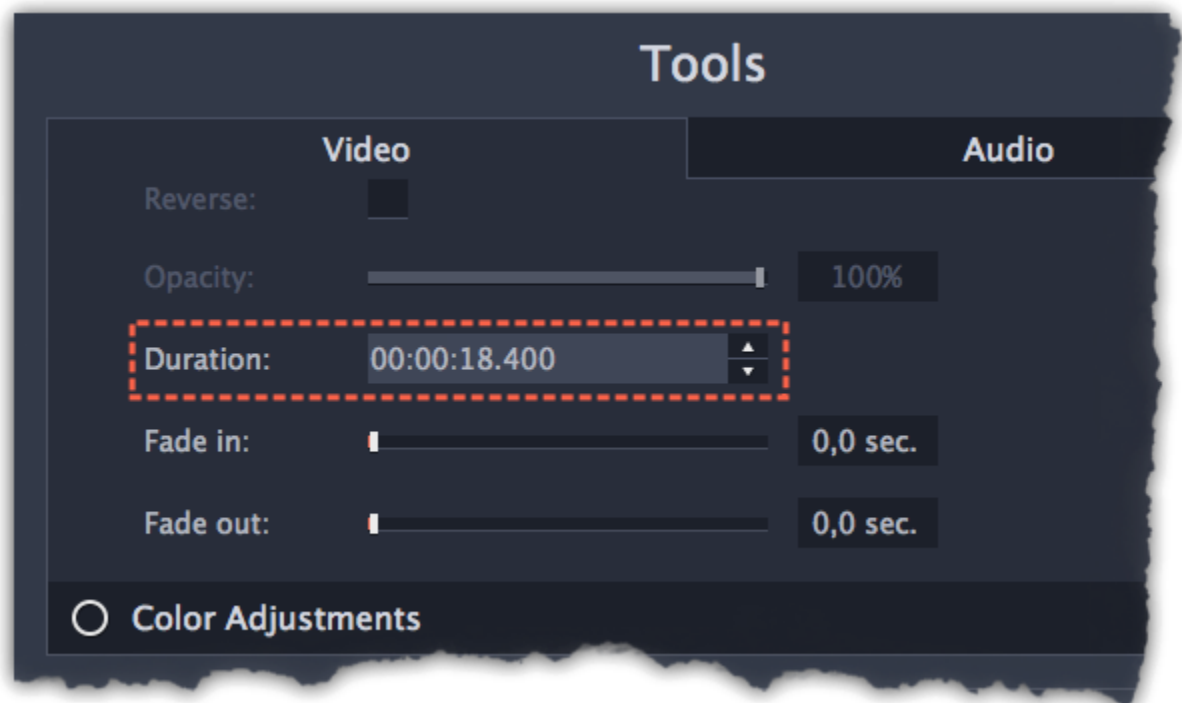 Tools
Video Audio
Reverse:
Opacity: 100%
Duration: 00:00:18.400
Fade in: 0,0 sec.
Fade out: 0,0 sec.
Color Adjustments